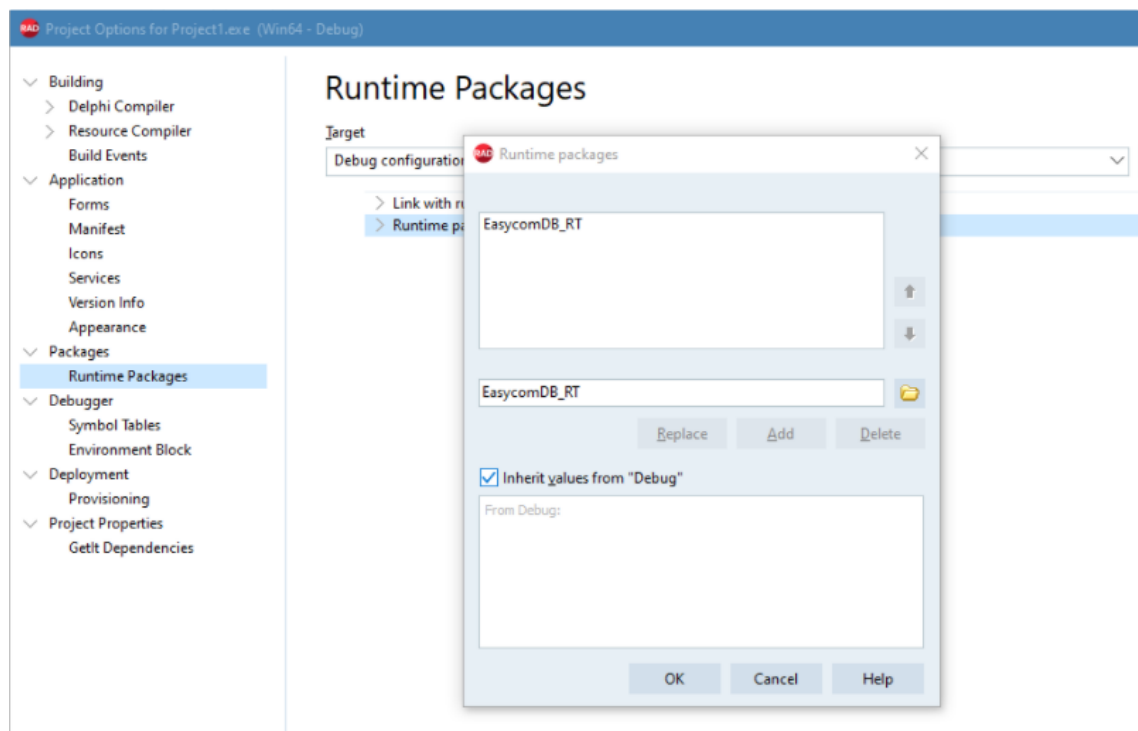 RAD Project Options for Project1.exe (Win64 - Debug)
Building
Delphi Compiler
Resource Compiler
Build Events
Application
Forms
Manifest
Icons
Services
Version Info
Appearance
Packages
Runtime Packages
Debugger
Symbol Tables
Environment Block
Deployment
Provisioning
Project Properties
GetIt Dependencies
Runtime Packages
Target
Debug configuration
Link with ru
Runtime pa
RAD Runtime packages
EasycomDB_RT
EasycomDB_RT
Replace Add Delete
Inherit values from "Debug"
From Debug:
OK Cancel Help